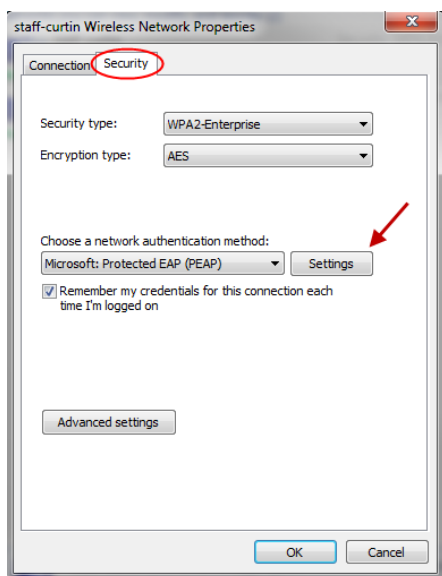 staff-curtin Wireless Network Properties
Connection Security
Security type: WPA2-Enterprise
Encryption type: AES
Choose a network authentication method:
Microsoft: Protected EAP (PEAP) Settings
Remember my credentials for this connection each
time I'm logged on
Advanced settings
OK Cancel